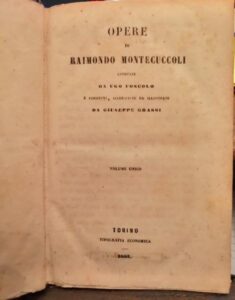 OPERE
DI
RAIMONDO MONTECUCCOLI
ANNOTATE
DA UGO FOSCOLO
E CORRETTE, ACCRESCIUTE ED ILLUSTRATE
DA GIUSEPPE GRASSI
VOLUME UNICO
TORINO
TIPOGRAFIA ECONOMICA